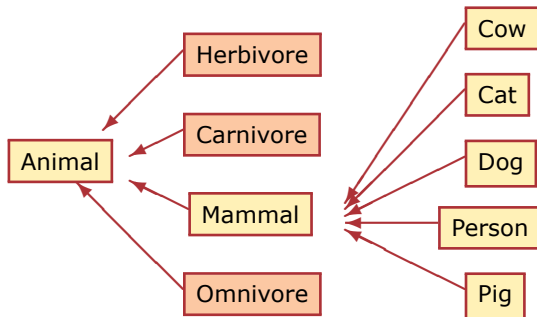 Animal
Herbivore
Carnivore
Mammal
Omnivore
Cow
Cat
Dog
Person
Pig